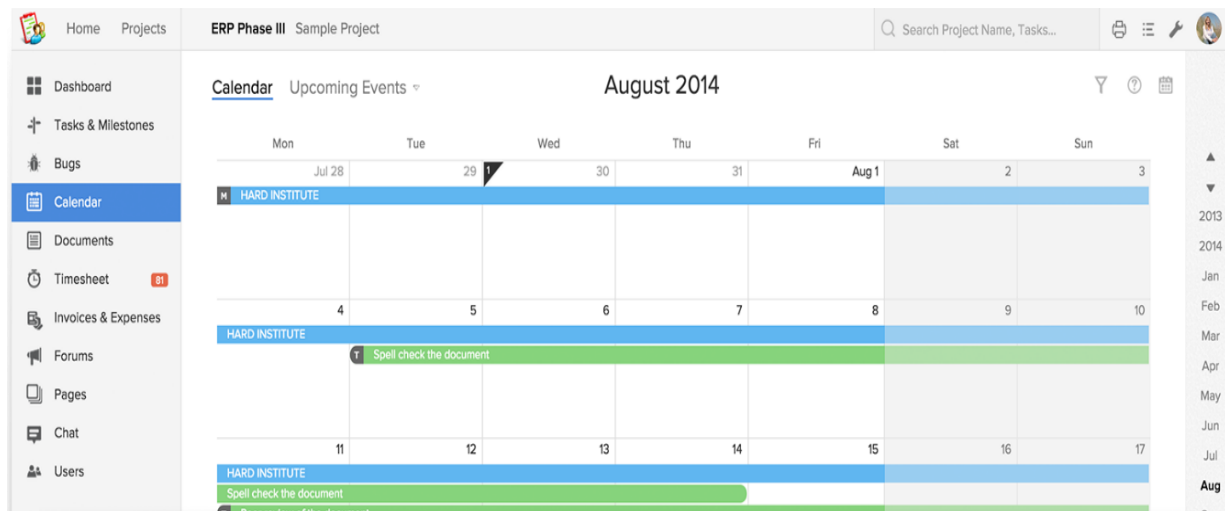 Home Projects ERP Phase III Sample Project Search Project Name, Tasks...
Dashboard
Tasks & Milestones
Bugs
Calendar
Documents
Timesheet 81
Invoices & Expenses
Forums
Pages
Chat
Users
Calendar Upcoming Events August 2014
Mon Tue Wed Thu Fri Sat Sun
Jul 28 29 1 30 31 Aug 1 2 3
M HARD INSTITUTE
4 5 6 7 8 9 10
HARD INSTITUTE
T Spell check the document
11 12 13 14 15 16 17
HARD INSTITUTE
Spell check the document
2013
2014
Jan
Feb
Mar
Apr
May
Jun
Jul
Aug